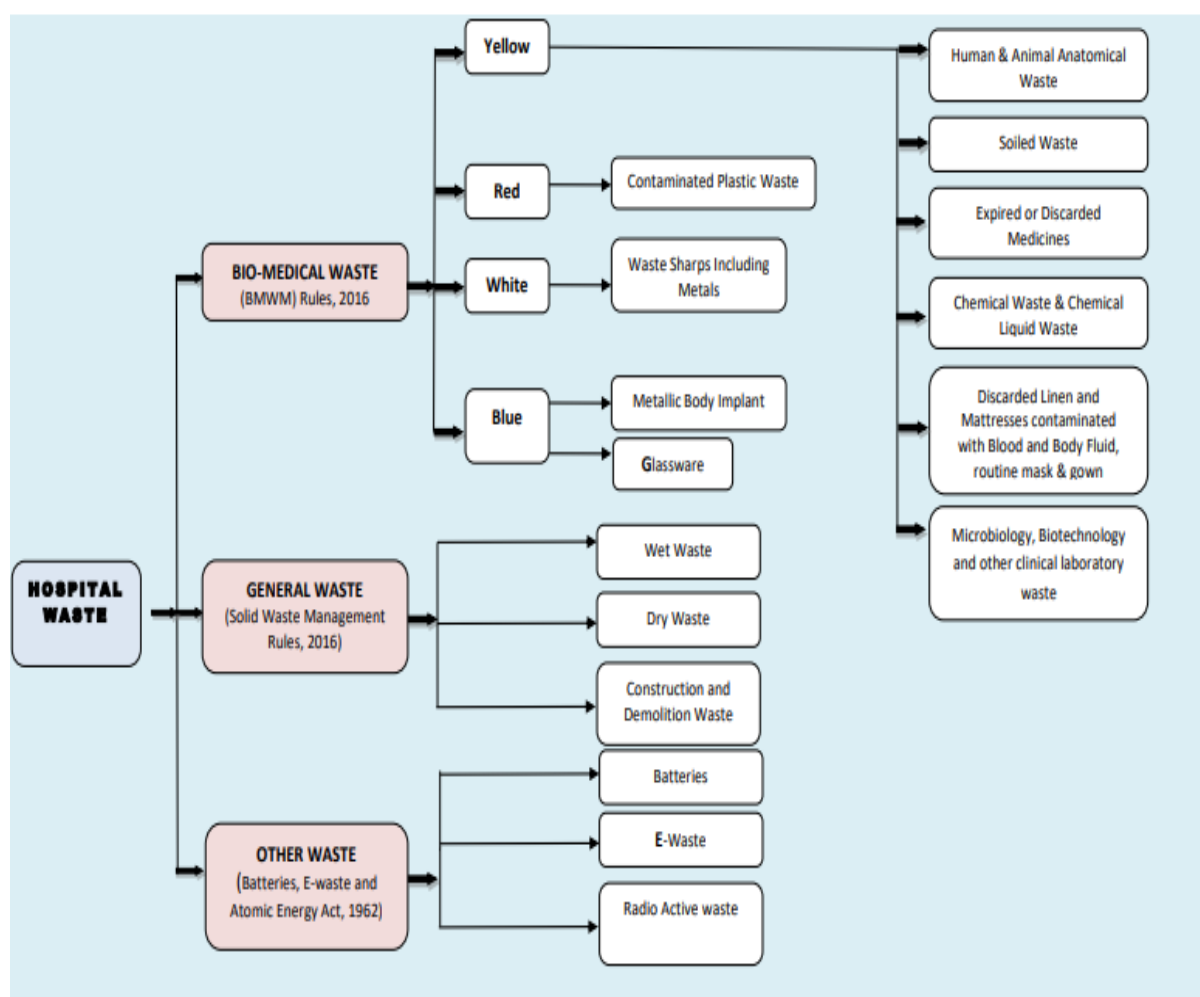 HOSPITAL
WASTE
BIO-MEDICAL WASTE
(BMWM) Rules, 2016
Yellow
Human & Animal Anatomical
Waste
Soiled Waste
Expired or Discarded
Medicines
Chemical Waste & Chemical
Liquid Waste
Discarded Linen and
Mattresses contaminated
with Blood and Body Fluid,
routine mask & gown
Microbiology, Biotechnology
and other clinical laboratory
waste
Red
Contaminated Plastic Waste
White
Waste Sharps Including
Metals
Blue
Metallic Body Implant
Glassware
GENERAL WASTE
(Solid Waste Management
Rules, 2016)
Wet Waste
Dry Waste
Construction and
Demolition Waste
OTHER WASTE
(Batteries, E-waste and
Atomic Energy Act, 1962)
Batteries
E-Waste
Radio Active waste